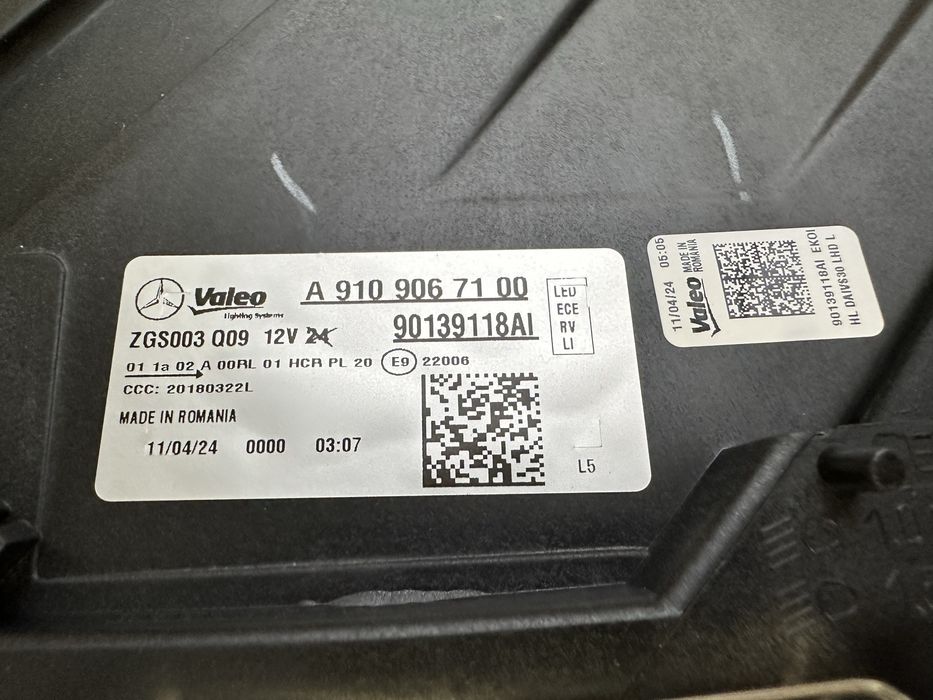 Valeo
Lighting Systems
A 910 906 71 00
90139118AI
LED
ECE
RV
LI
ZGS003 Q09 12V 24
01 1a 02 A 00RL 01 HCR PL 20 E9 22006
CCC: 20180322L
MADE IN ROMANIA
11/04/24 0000 03:07
L5
11/04/24 05:05
Valeo MADE IN
ROMANIA
90139118AI EKOI
HL DAIVS30 LHD L